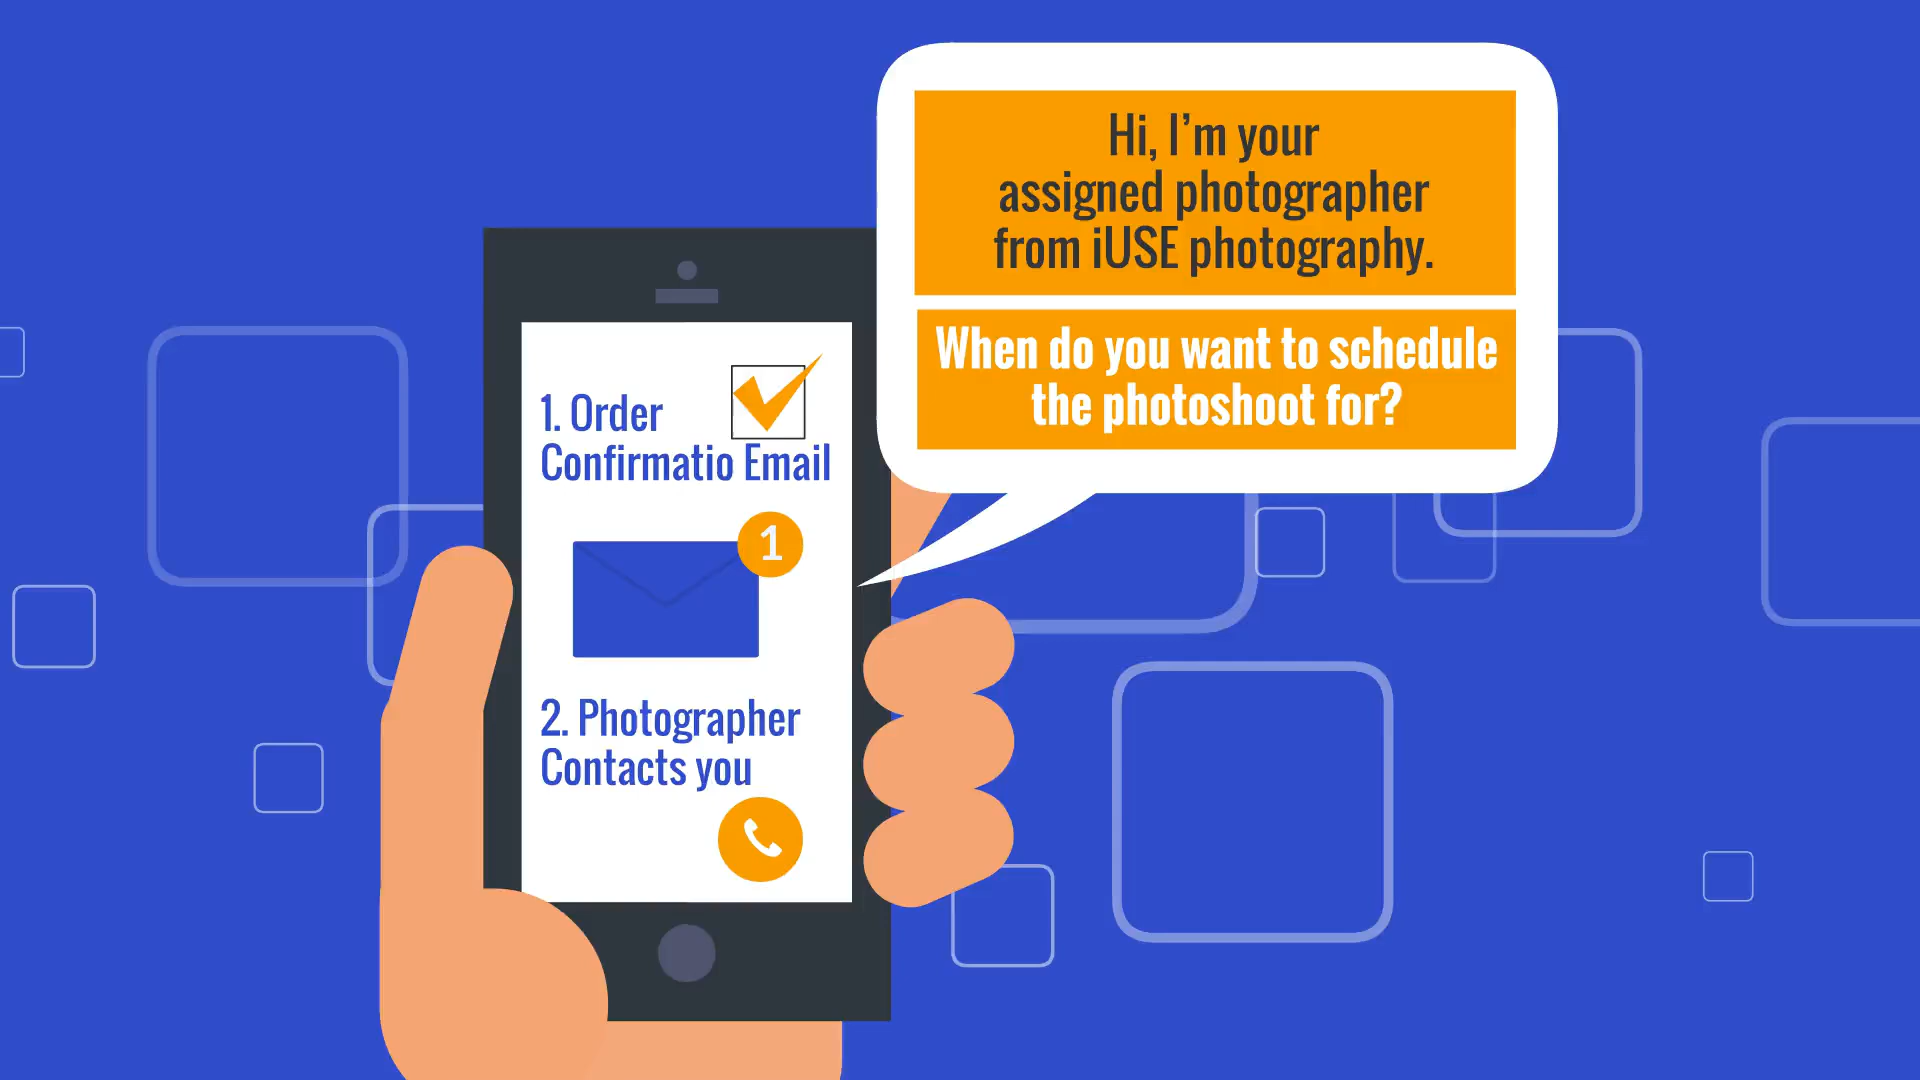 Hi, I’m your
assigned photographer
from iUSE photography.
When do you want to schedule
the photoshoot for?
1. Order
Confirmatio Email
1
2. Photographer
Contacts you